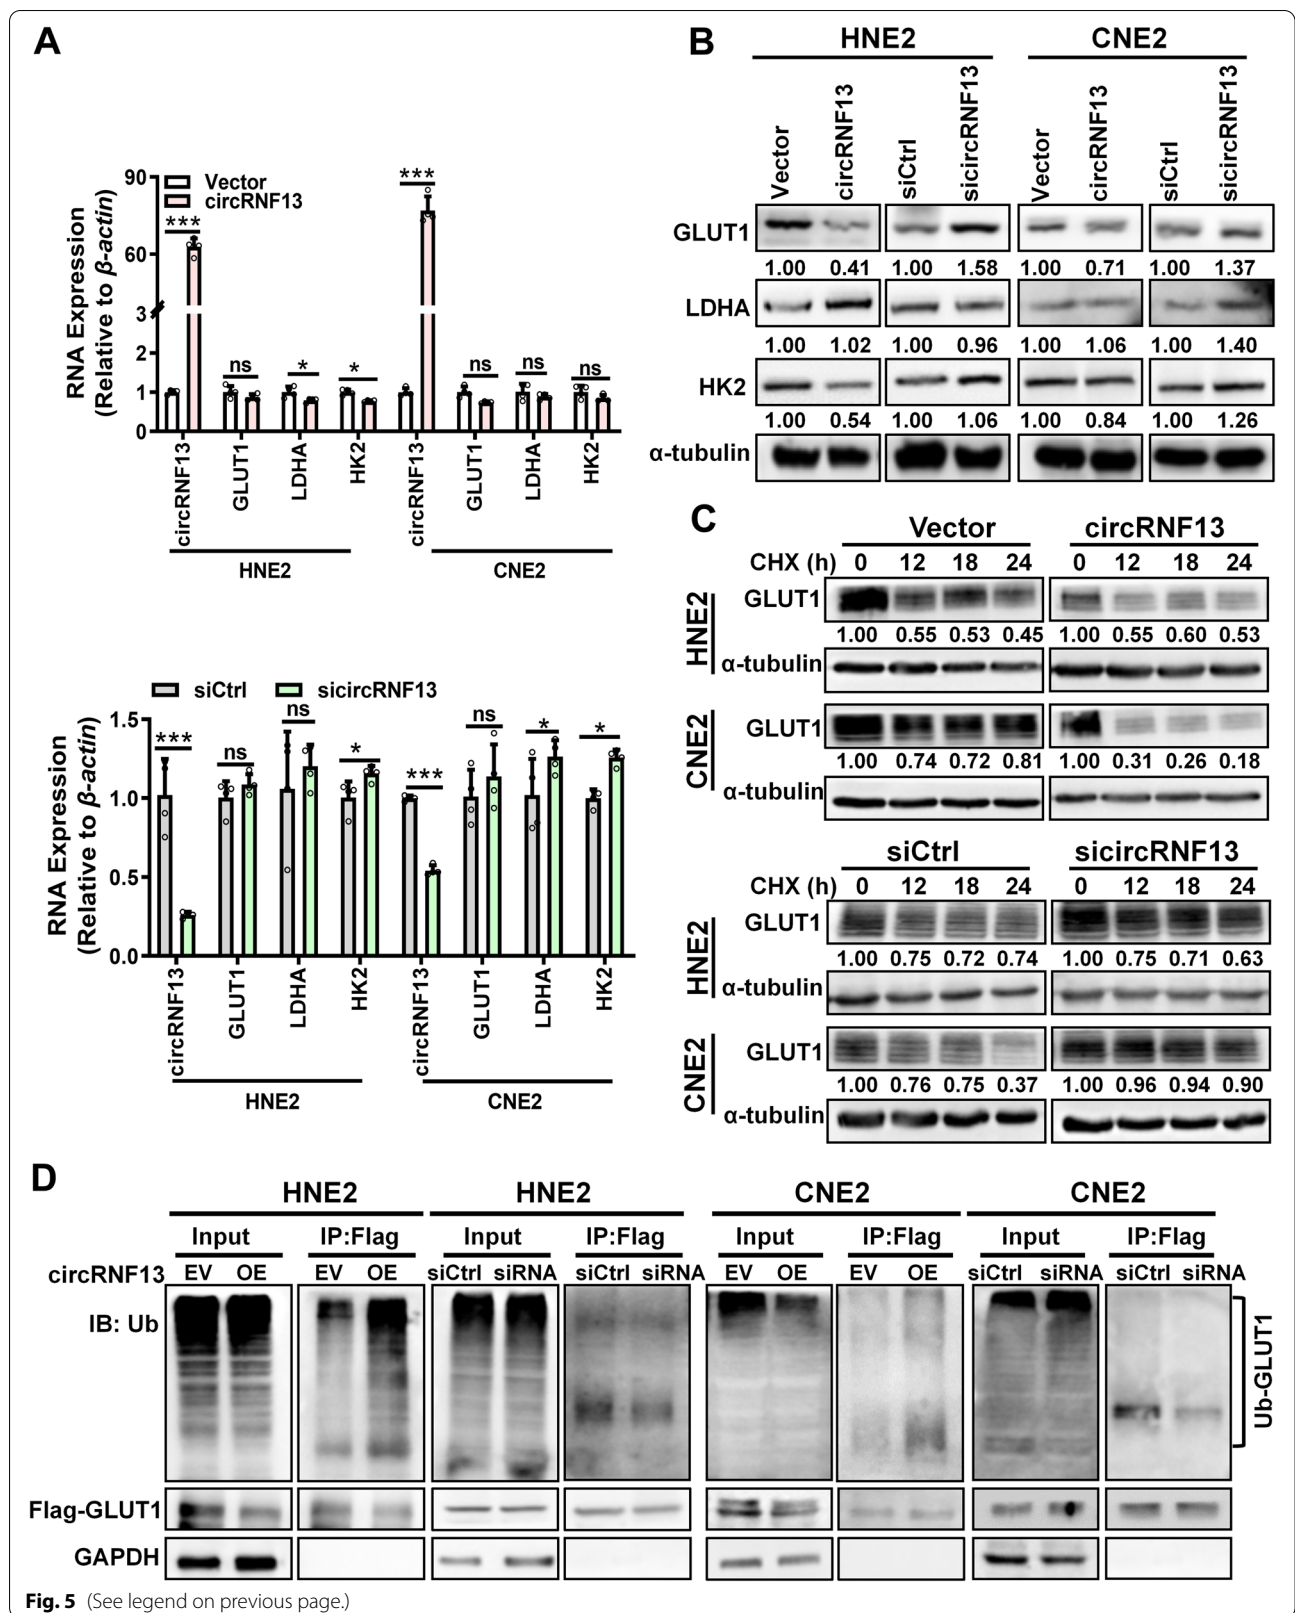 A
90
60
3
2
1
0
RNA Expression
(Relative to β-actin)
Vector
circRNF13
***
ns
*
*
***
ns
ns
ns
circRNF13
GLUT1
LDHA
HK2
circRNF13
GLUT1
LDHA
HK2
HNE2
CNE2
siCtrl
sicircRNF13
1.5
1.0
0.5
0.0
RNA Expression
(Relative to β-actin)
***
ns
ns
*
***
ns
*
*
circRNF13
GLUT1
LDHA
HK2
circRNF13
GLUT1
LDHA
HK2
HNE2
CNE2
B
HNE2 CNE2
Vector circRNF13 siCtrl sicircRNF13 Vector circRNF13 siCtrl sicircRNF13
GLUT1
1.00 0.41 1.00 1.58 1.00 0.71 1.00 1.37
LDHA
1.00 1.02 1.00 0.96 1.00 1.06 1.00 1.40
HK2
1.00 0.54 1.00 1.06 1.00 0.84 1.00 1.26
α-tubulin
C
Vector circRNF13
CHX (h) 0 12 18 24 0 12 18 24
HNE2
GLUT1
1.00 0.55 0.53 0.45 1.00 0.55 0.60 0.53
α-tubulin
CNE2
GLUT1
1.00 0.74 0.72 0.81 1.00 0.31 0.26 0.18
α-tubulin
siCtrl sicircRNF13
CHX (h) 0 12 18 24 0 12 18 24
HNE2
GLUT1
1.00 0.75 0.72 0.74 1.00 0.75 0.71 0.63
α-tubulin
CNE2
GLUT1
1.00 0.76 0.75 0.37 1.00 0.96 0.94 0.90
α-tubulin
D
HNE2 HNE2 CNE2 CNE2
Input IP:Flag Input IP:Flag Input IP:Flag Input IP:Flag
circRNF13 EV OE EV OE siCtrl siRNA siCtrl siRNA EV OE EV OE siCtrl siRNA siCtrl siRNA
IB: Ub
Ub-GLUT1
Flag-GLUT1
GAPDH
Fig. 5 (See legend on previous page.)